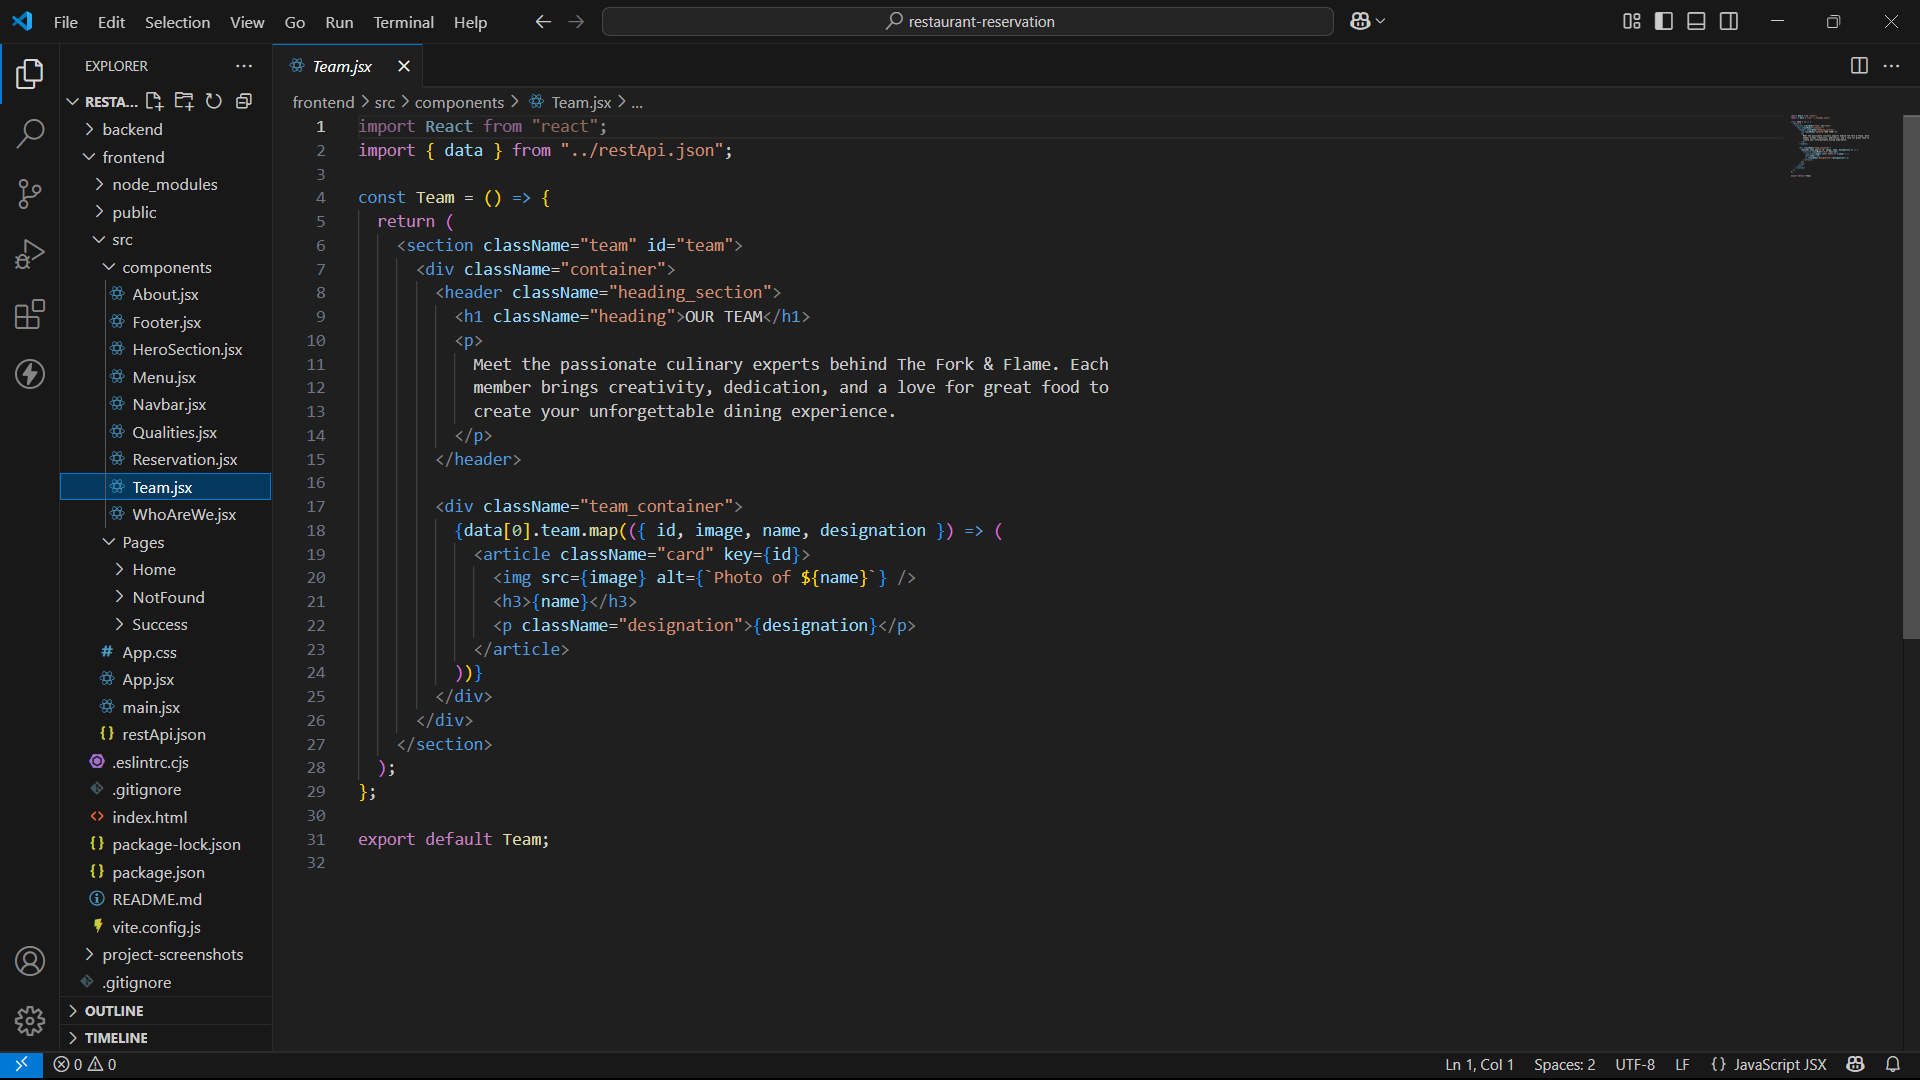 File Edit Selection View Go Run Terminal Help
restaurant-reservation
EXPLORER
RESTA...
backend
frontend
node_modules
public
src
components
About.jsx
Footer.jsx
HeroSection.jsx
Menu.jsx
Navbar.jsx
Qualities.jsx
Reservation.jsx
Team.jsx
WhoAreWe.jsx
Pages
Home
NotFound
Success
# App.css
App.jsx
main.jsx
{} restApi.json
.eslintrc.cjs
.gitignore
<> index.html
{} package-lock.json
{} package.json
README.md
vite.config.js
project-screenshots
.gitignore
OUTLINE
TIMELINE
Team.jsx
frontend > src > components > Team.jsx > ...
1 import React from "react";
2 import { data } from "../restApi.json";
3
4 const Team = () => {
5   return (
6     <section className="team" id="team">
7       <div className="container">
8         <header className="heading_section">
9           <h1 className="heading">OUR TEAM</h1>
10           <p>
11             Meet the passionate culinary experts behind The Fork & Flame. Each
12             member brings creativity, dedication, and a love for great food to
13             create your unforgettable dining experience.
14           </p>
15         </header>
16
17         <div className="team_container">
18           {data[0].team.map(({ id, image, name, designation }) => (
19             <article className="card" key={id}>
20               <img src={image} alt={`Photo of ${name}`} />
21               <h3>{name}</h3>
22               <p className="designation">{designation}</p>
23             </article>
24           ))}
25         </div>
26       </div>
27     </section>
28   );
29 };
30
31 export default Team;
32
0 0
Ln 1, Col 1 Spaces: 2 UTF-8 LF {} JavaScript JSX